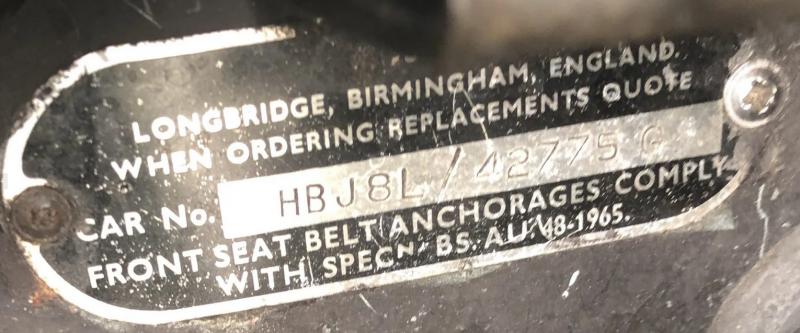 LONGBRIDGE, BIRMINGHAM, ENGLAND.
WHEN ORDERING REPLACEMENTS QUOTE
CAR No. HBJ8L/42775 G
FRONT SEAT BELT ANCHORAGES COMPLY
WITH SPECN. BS. AU 48-1965.